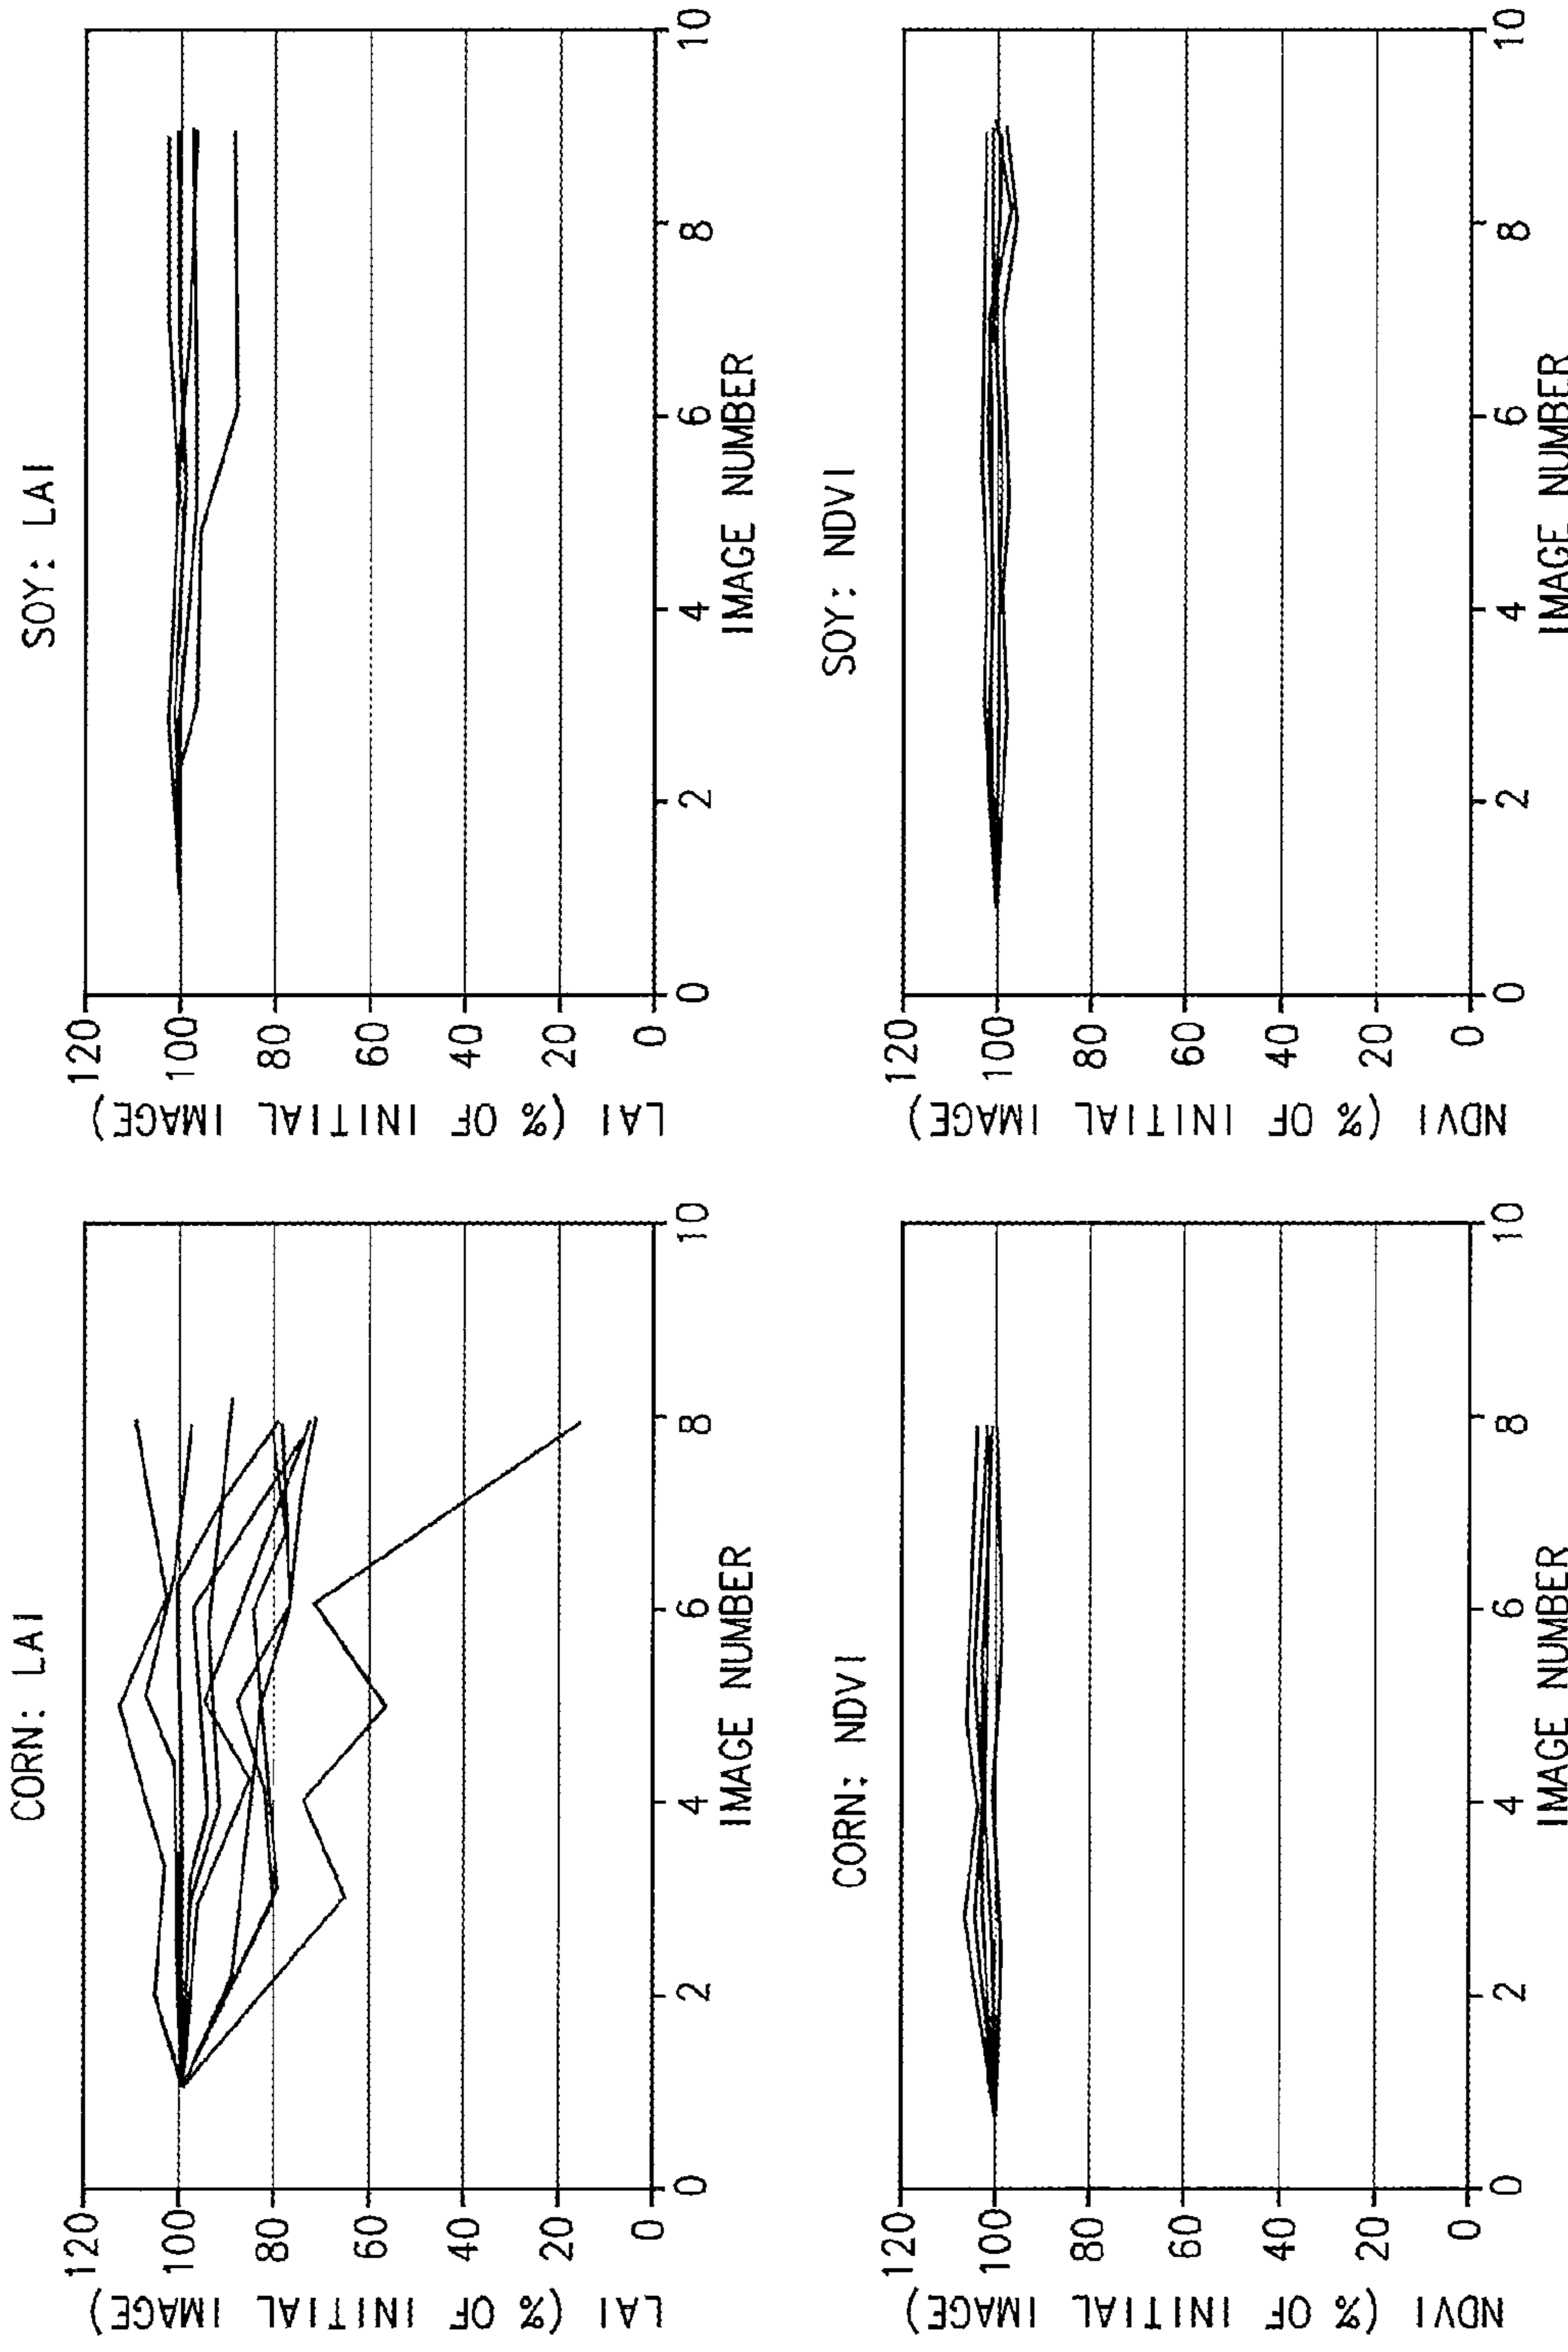 CORN: LAI
LAI (% OF INITIAL IMAGE)
120
100
80
60
40
20
0
0 2 4 6 8 10
IMAGE NUMBER
SOY: LAI
LAI (% OF INITIAL IMAGE)
120
100
80
60
40
20
0
0 2 4 6 8 10
IMAGE NUMBER
CORN: NDVI
NDVI (% OF INITIAL IMAGE)
120
100
80
60
40
20
0
0 2 4 6 8 10
IMAGE NUMBER
SOY: NDVI
NDVI (% OF INITIAL IMAGE)
120
100
80
60
40
20
0
0 2 4 6 8 10
IMAGE NUMBER